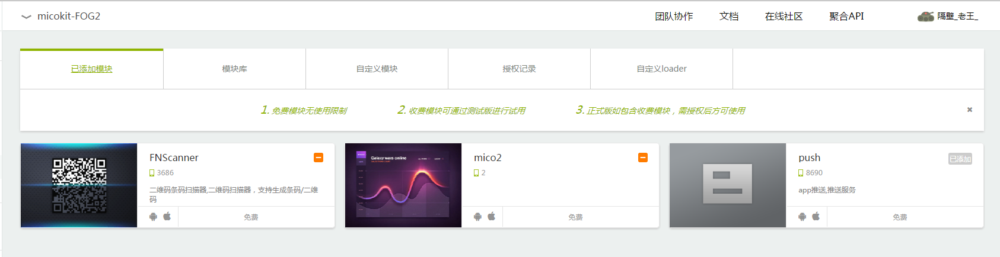 micokit-FOG2
团队协作
文档
在线社区
聚合API
隔壁_老王_
已添加模块
模块库
自定义模块
授权记录
自定义loader
1. 免费模块无使用限制
2. 收费模块可通过测试版进行试用
3. 正式版如包含收费模块，需授权后方可使用
FNScanner
3686
二维码条码扫描器,二维码扫描器，支持生成条码/二维
码
免费
Galaxy wars online
mico2
2
免费
push
已添加
8690
app推送,推送服务
免费